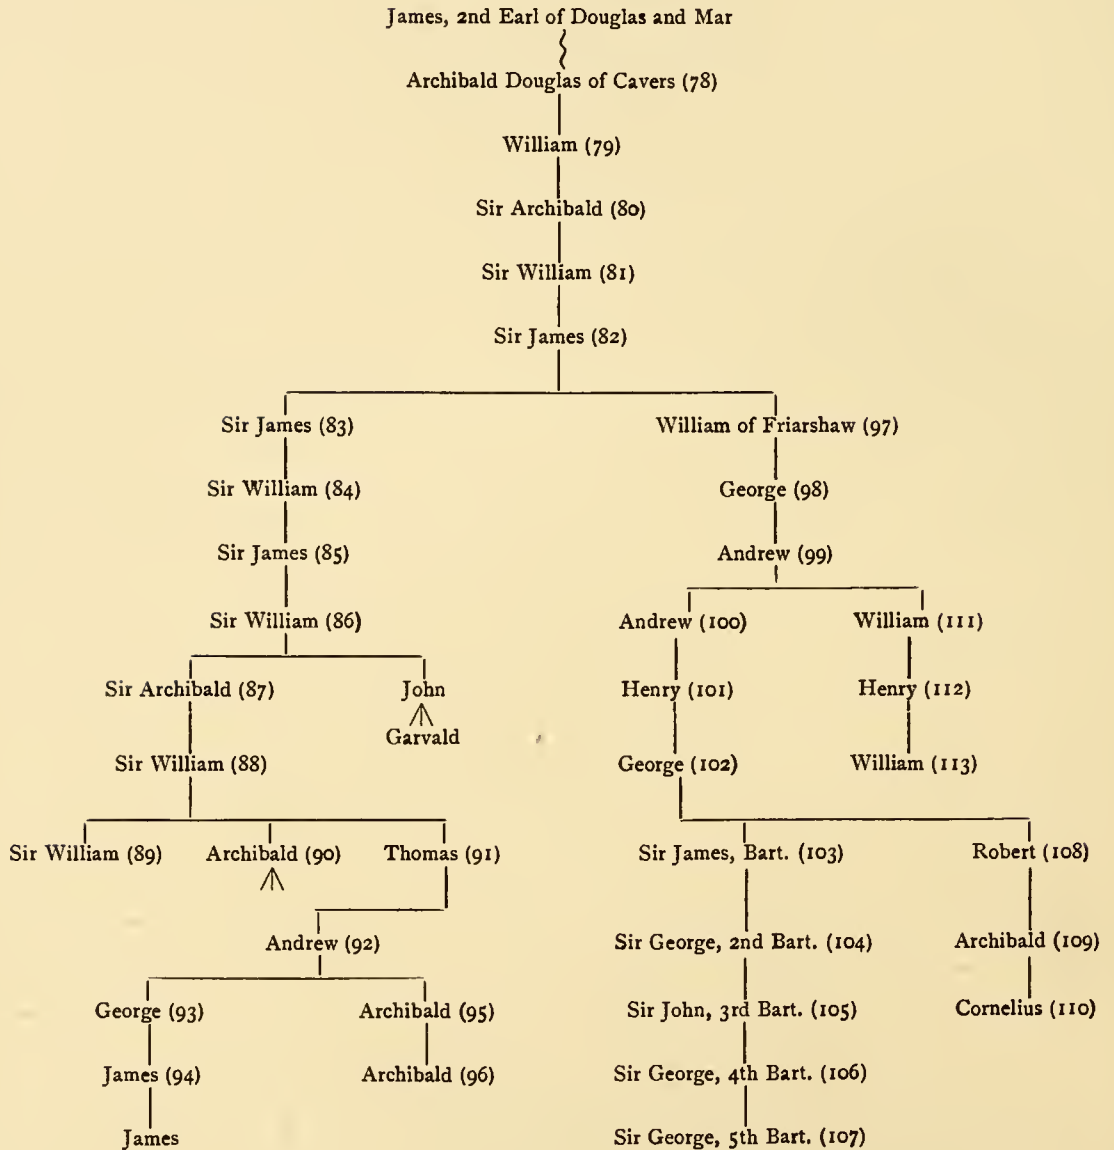 James, 2nd Earl of Douglas and Mar
Archibald Douglas of Cavers (78)
William (79)
Sir Archibald (80)
Sir William (81)
Sir James (82)
Sir James (83) William of Friarshaw (97)
Sir William (84) George (98)
Sir James (85) Andrew (99)
Sir William (86) Andrew (100) William (111)
Sir Archibald (87) John Henry (101) Henry (112)
Garvald
Sir William (88) George (102) William (113)
Sir William (89) Archibald (90) Thomas (91) Sir James, Bart. (103) Robert (108)
Andrew (92) Sir George, 2nd Bart. (104) Archibald (109)
George (93) Archibald (95) Sir John, 3rd Bart. (105) Cornelius (110)
James (94) Archibald (96) Sir George, 4th Bart. (106)
James Sir George, 5th Bart. (107)